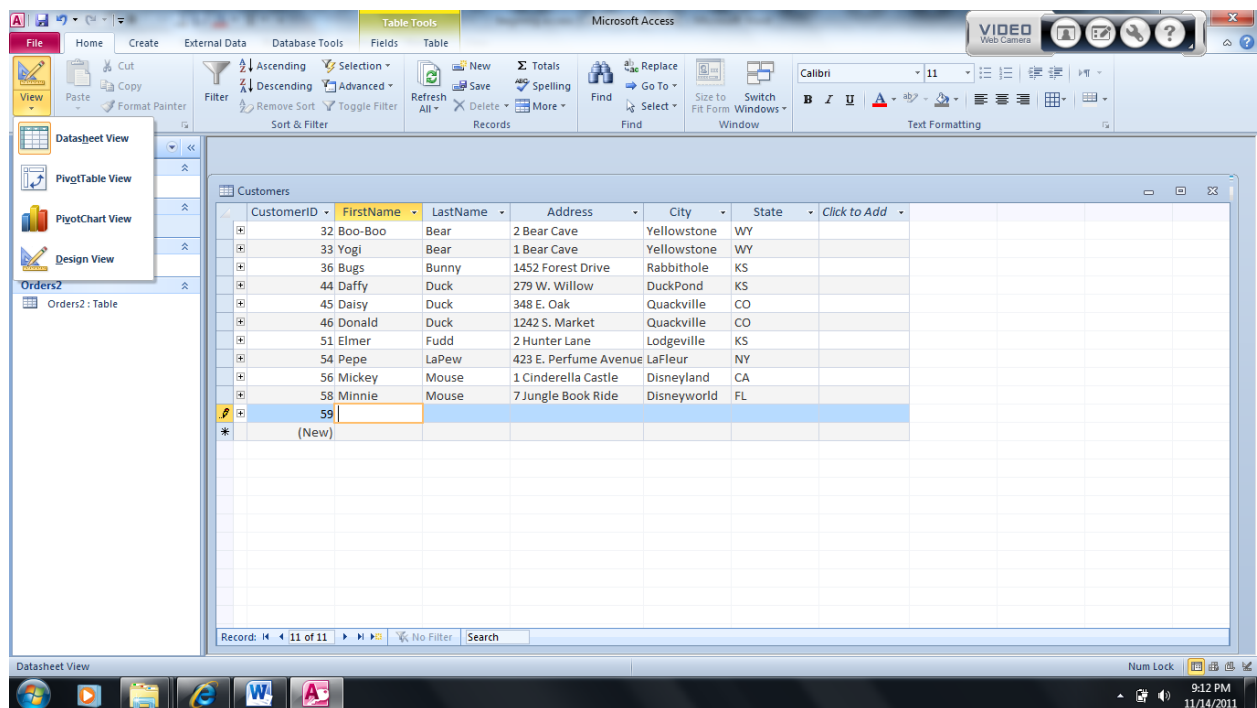 Table Tools
Microsoft Access
VIDEO
Web Camera
File Home Create External Data Database Tools Fields Table
View
Paste
Cut
Copy
Format Painter
Filter
Ascending
Descending
Remove Sort
Selection
Advanced
Toggle Filter
Sort & Filter
Refresh
All
New
Save
Delete
Totals
Spelling
More
Records
Find
Replace
Go To
Select
Find
Size to
Fit Form
Switch
Windows
Window
Calibri 11
B I U
Text Formatting
Datasheet View
PivotTable View
PivotChart View
Design View
Orders2
Orders2 : Table
Customers
CustomerID FirstName LastName Address City State Click to Add
32 Boo-Boo Bear 2 Bear Cave Yellowstone WY
33 Yogi Bear 1 Bear Cave Yellowstone WY
36 Bugs Bunny 1452 Forest Drive Rabbithole KS
44 Daffy Duck 279 W. Willow DuckPond KS
45 Daisy Duck 348 E. Oak Quackville CO
46 Donald Duck 1242 S. Market Quackville CO
51 Elmer Fudd 2 Hunter Lane Lodgeville KS
54 Pepe LaPew 423 E. Perfume Avenue LaFleur NY
56 Mickey Mouse 1 Cinderella Castle Disneyland CA
58 Minnie Mouse 7 Jungle Book Ride Disneyworld FL
59
(New)
Record: 11 of 11 No Filter Search
Datasheet View
Num Lock
9:12 PM
11/14/2011